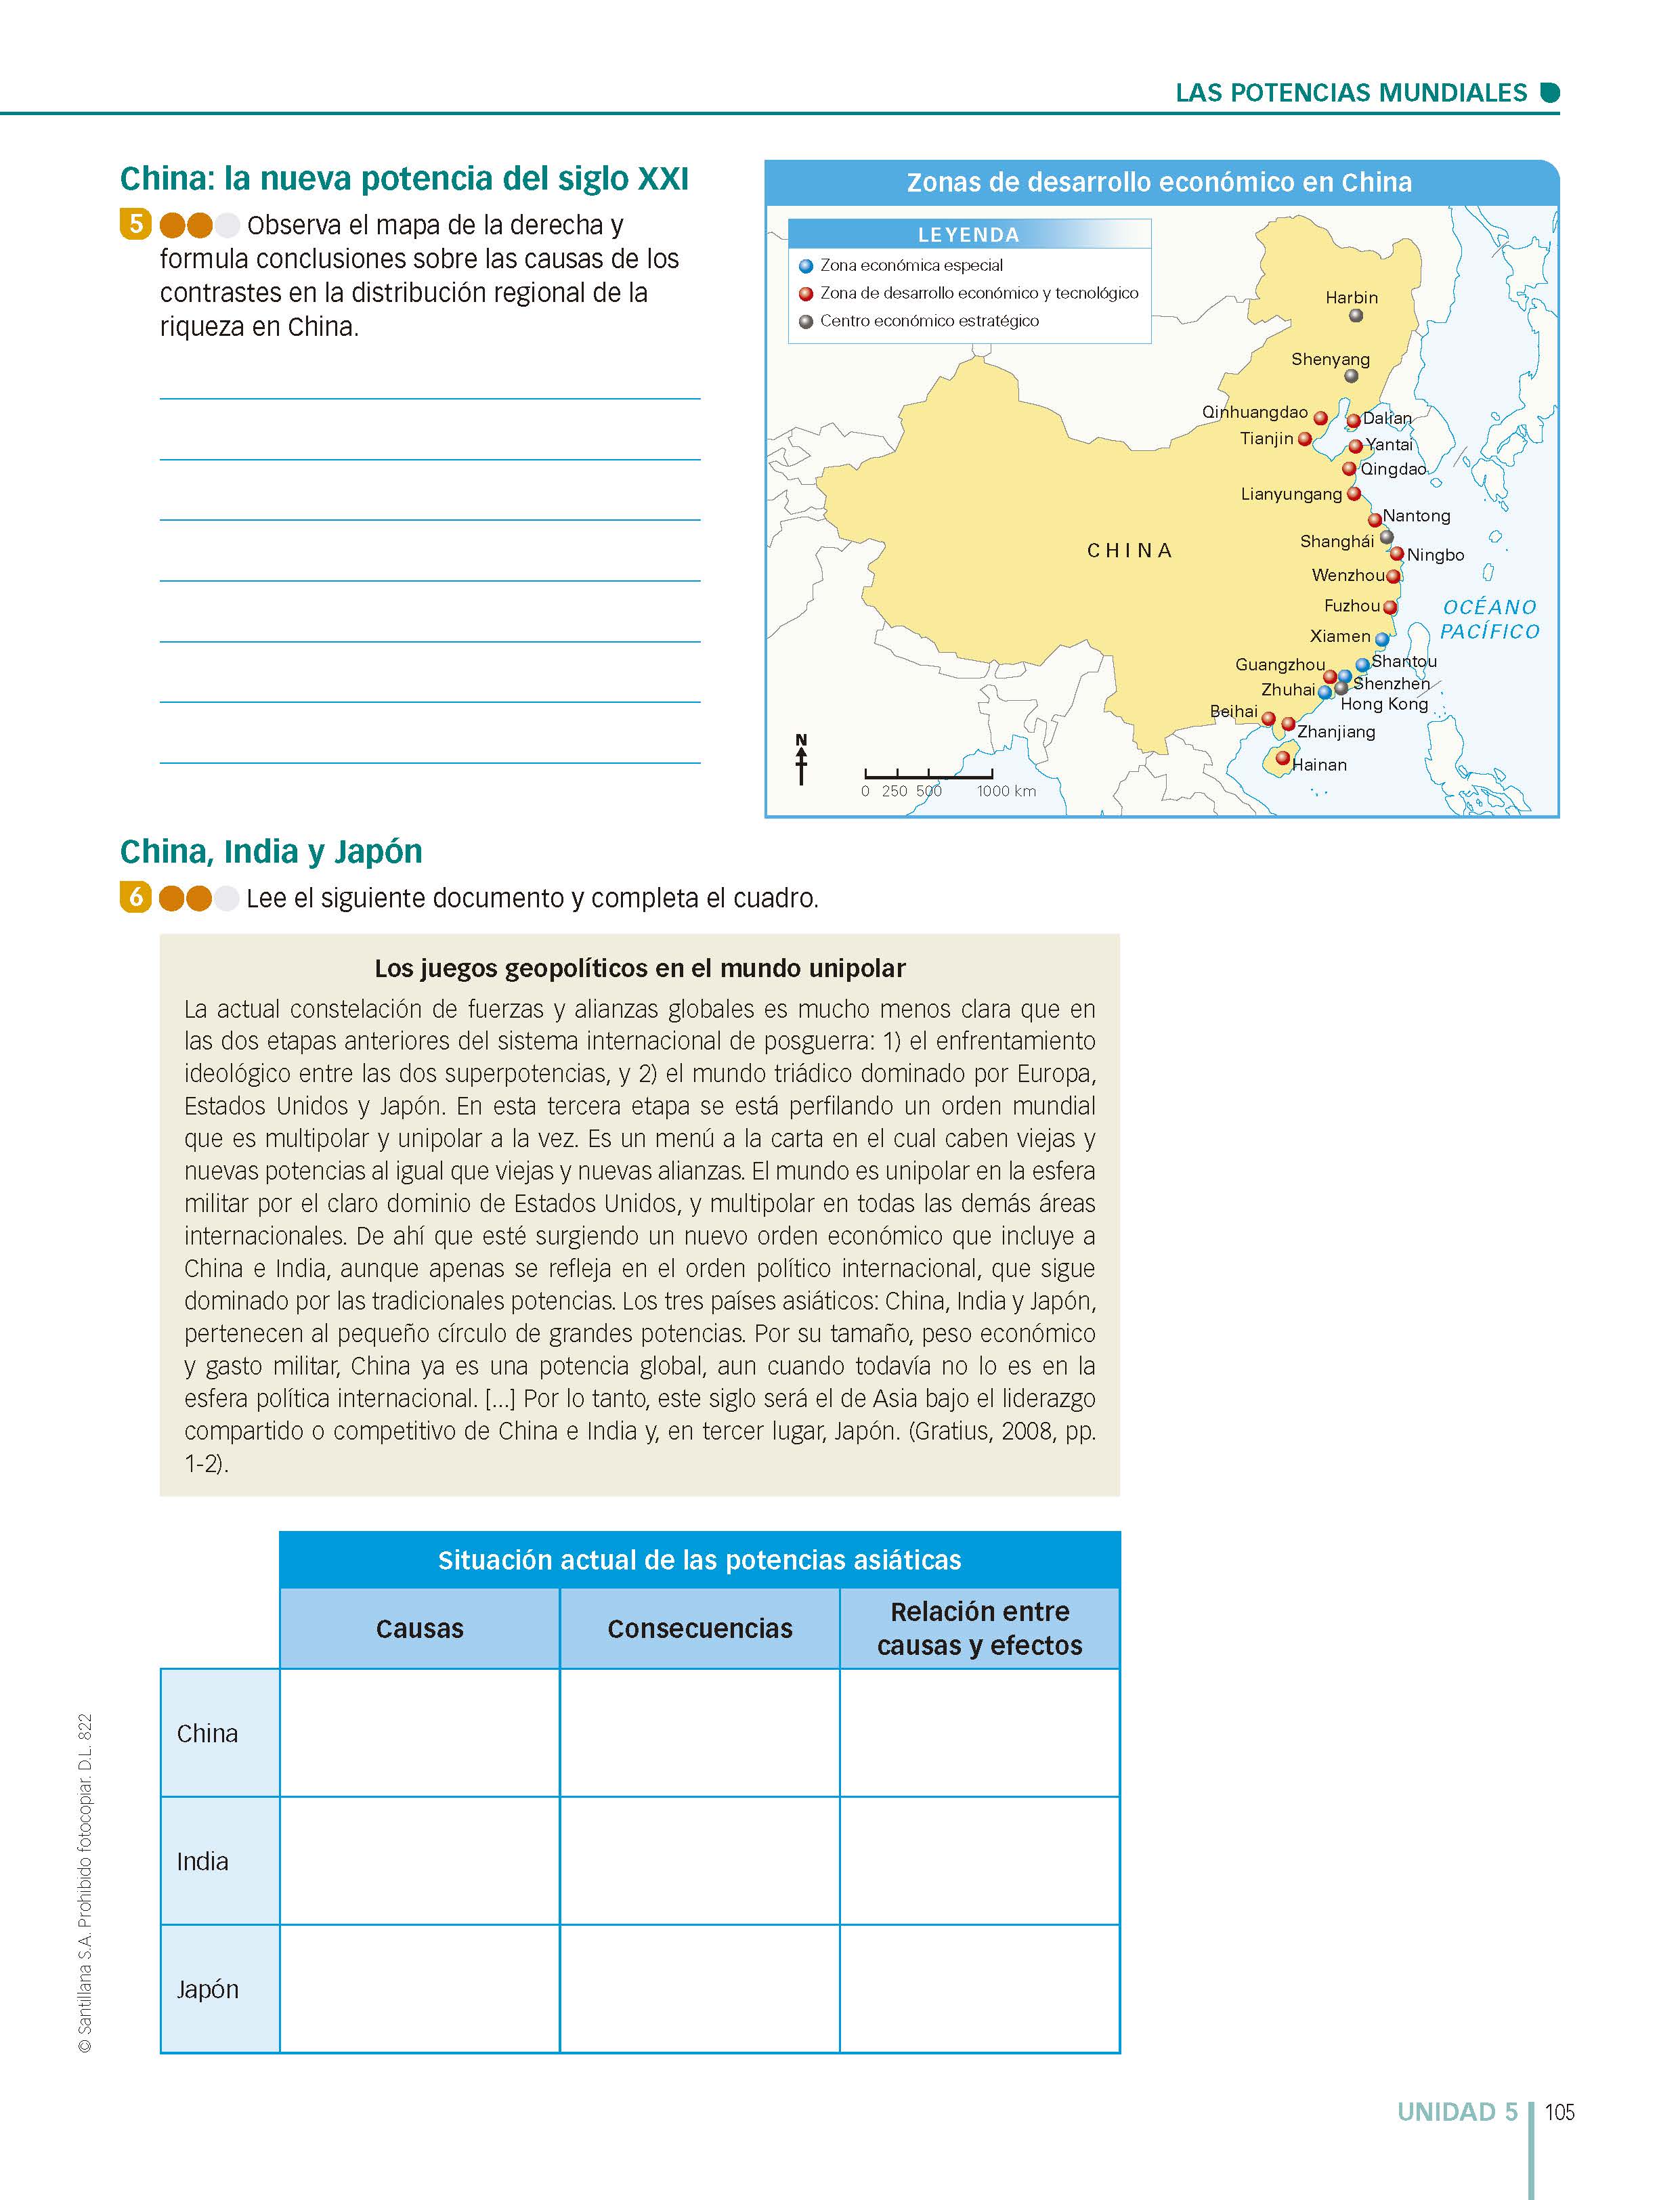 LAS POTENCIAS MUNDIALES
China: la nueva potencia del siglo XXI
5 Observa el mapa de la derecha y
formula conclusiones sobre las causas de los
contrastes en la distribución regional de la
riqueza en China.
Zonas de desarrollo económico en China
LEYENDA
Zona económica especial
Zona de desarrollo económico y tecnológico
Centro económico estratégico
Harbin
Shenyang
Qinhuangdao
Dalian
Tianjin
Yantai
Qingdao
Lianyungang
Nantong
Shanghái
Ningbo
CHINA
Wenzhou
Fuzhou
OCÉANO
PACÍFICO
Xiamen
Guangzhou
Shantou
Shenzhen
Zhuhai
Hong Kong
Beihai
Zhanjiang
Hainan
N
0 250 500 1000 km
China, India y Japón
6 Lee el siguiente documento y completa el cuadro.
Los juegos geopolíticos en el mundo unipolar
La actual constelación de fuerzas y alianzas globales es mucho menos clara que en
las dos etapas anteriores del sistema internacional de posguerra: 1) el enfrentamiento
ideológico entre las dos superpotencias, y 2) el mundo triádico dominado por Europa,
Estados Unidos y Japón. En esta tercera etapa se está perfilando un orden mundial
que es multipolar y unipolar a la vez. Es un menú a la carta en el cual caben viejas y
nuevas potencias al igual que viejas y nuevas alianzas. El mundo es unipolar en la esfera
militar por el claro dominio de Estados Unidos, y multipolar en todas las demás áreas
internacionales. De ahí que esté surgiendo un nuevo orden económico que incluye a
China e India, aunque apenas se refleja en el orden político internacional, que sigue
dominado por las tradicionales potencias. Los tres países asiáticos: China, India y Japón,
pertenecen al pequeño círculo de grandes potencias. Por su tamaño, peso económico
y gasto militar, China ya es una potencia global, aun cuando todavía no lo es en la
esfera política internacional. [...] Por lo tanto, este siglo será el de Asia bajo el liderazgo
compartido o competitivo de China e India y, en tercer lugar, Japón. (Gratius, 2008, pp.
1-2).
Situación actual de las potencias asiáticas
Causas
Consecuencias
Relación entre
causas y efectos
China
India
Japón
© Santillana S.A. Prohibido fotocopiar. D.L. 822
UNIDAD 5
105